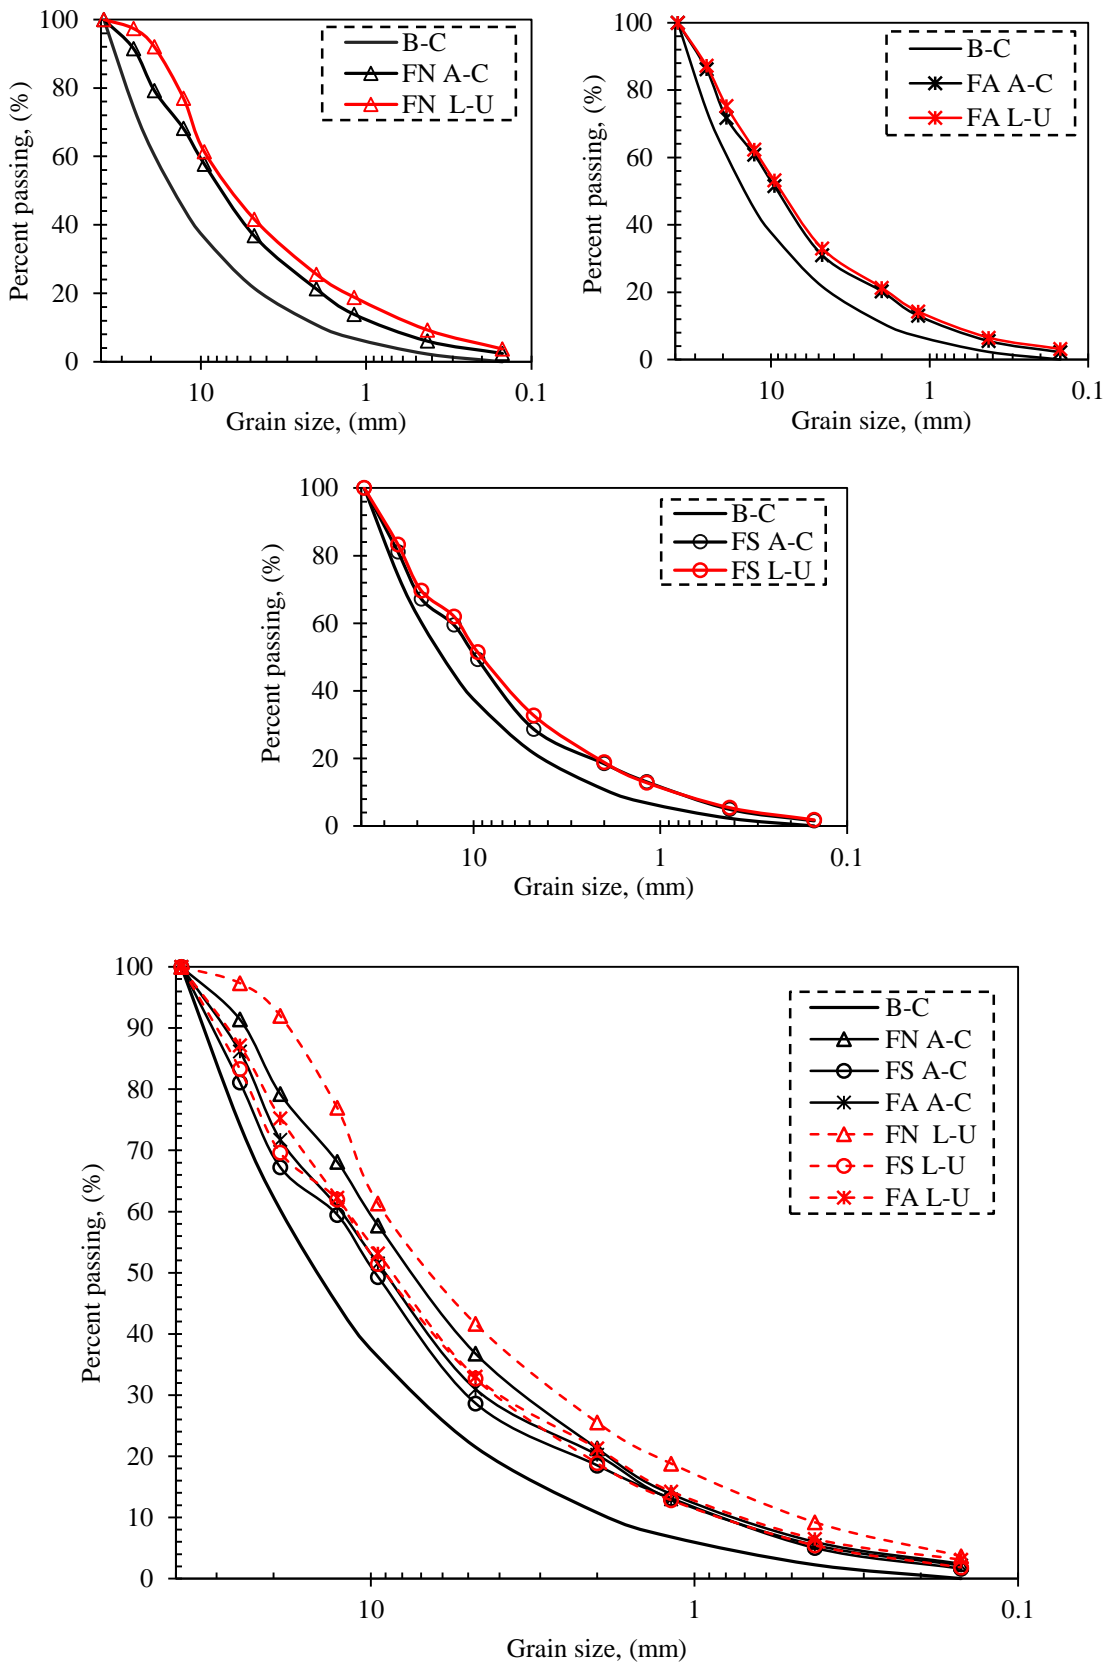 100
80
60
40
20
0
Percent passing, (%)
B-C
FN A-C
FN L-U
10
1
0.1
Grain size, (mm)
100
80
60
40
20
0
Percent passing, (%)
B-C
FA A-C
FA L-U
10
1
0.1
Grain size, (mm)
100
80
60
40
20
0
Percent passing, (%)
B-C
FS A-C
FS L-U
10
1
0.1
Grain size, (mm)
100
90
80
70
60
50
40
30
20
10
0
Percent passing, (%)
B-C
FN A-C
FS A-C
FA A-C
FN L-U
FS L-U
FA L-U
10
1
0.1
Grain size, (mm)